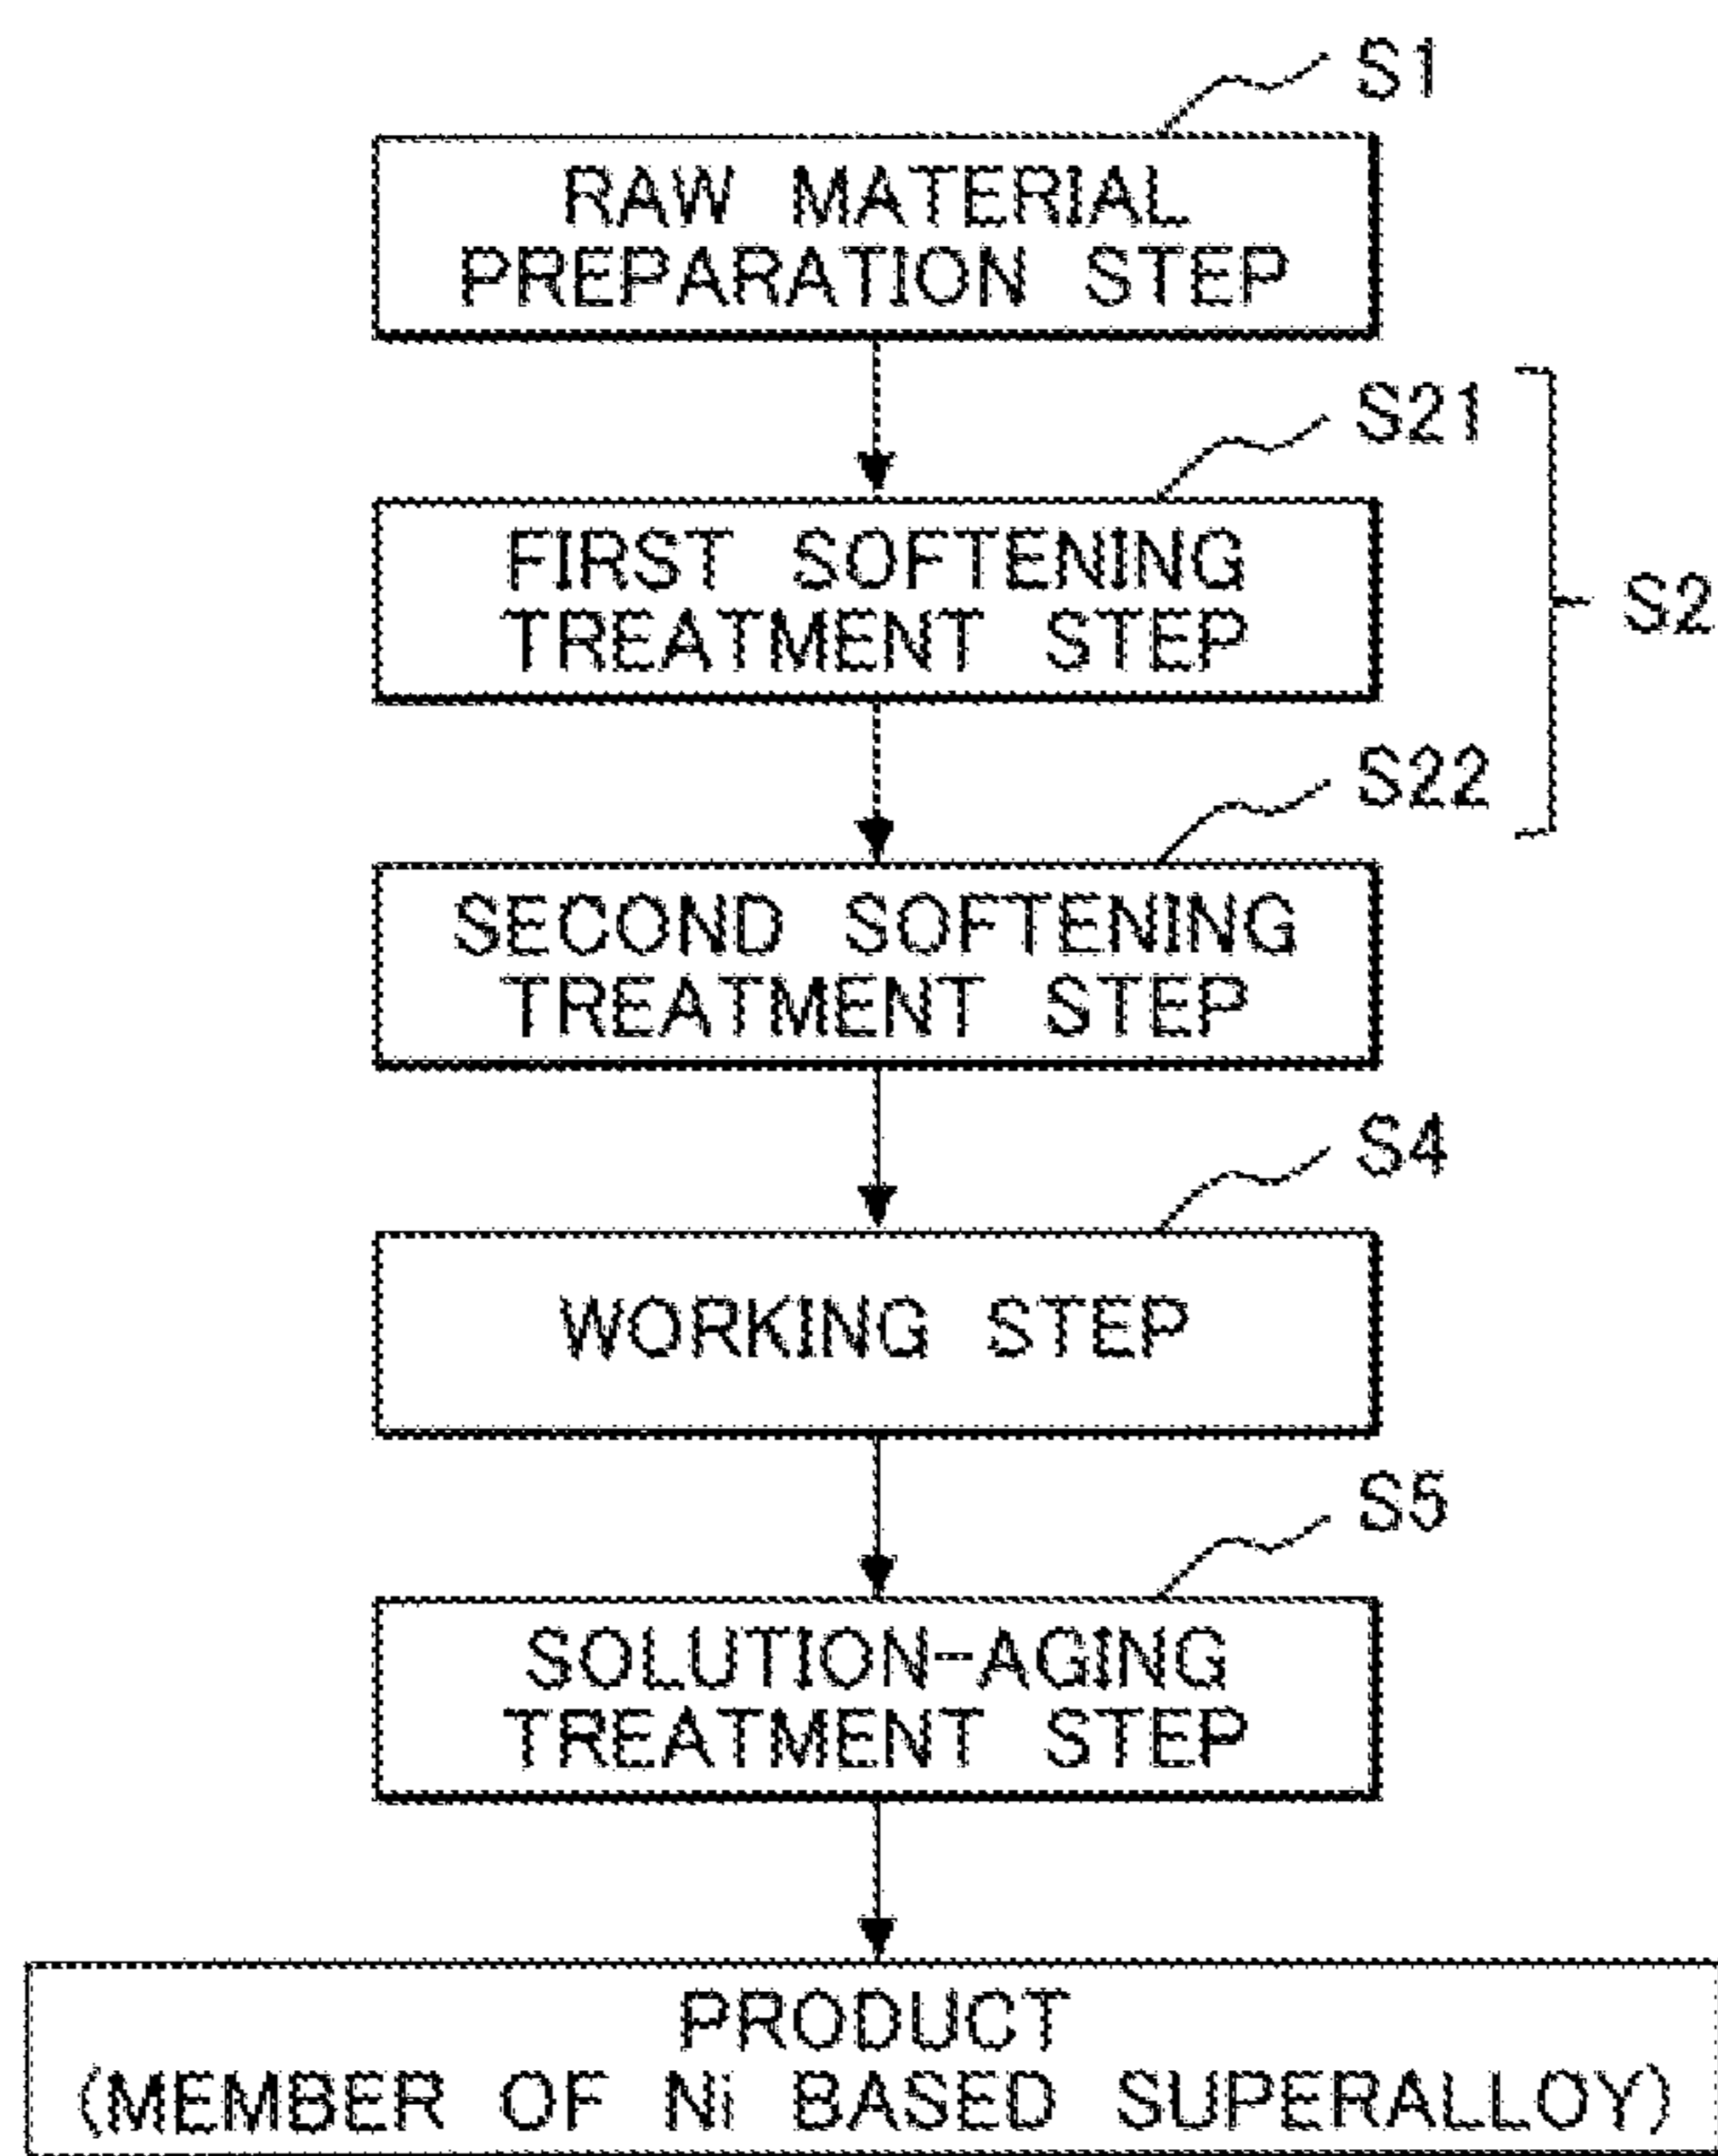 S1
RAW MATERIAL
PREPARATION STEP
S21
FIRST SOFTENING
TREATMENT STEP
S2
S22
SECOND SOFTENING
TREATMENT STEP
S4
WORKING STEP
S5
SOLUTION-AGING
TREATMENT STEP
PRODUCT
(MEMBER OF Ni BASED SUPERALLOY)